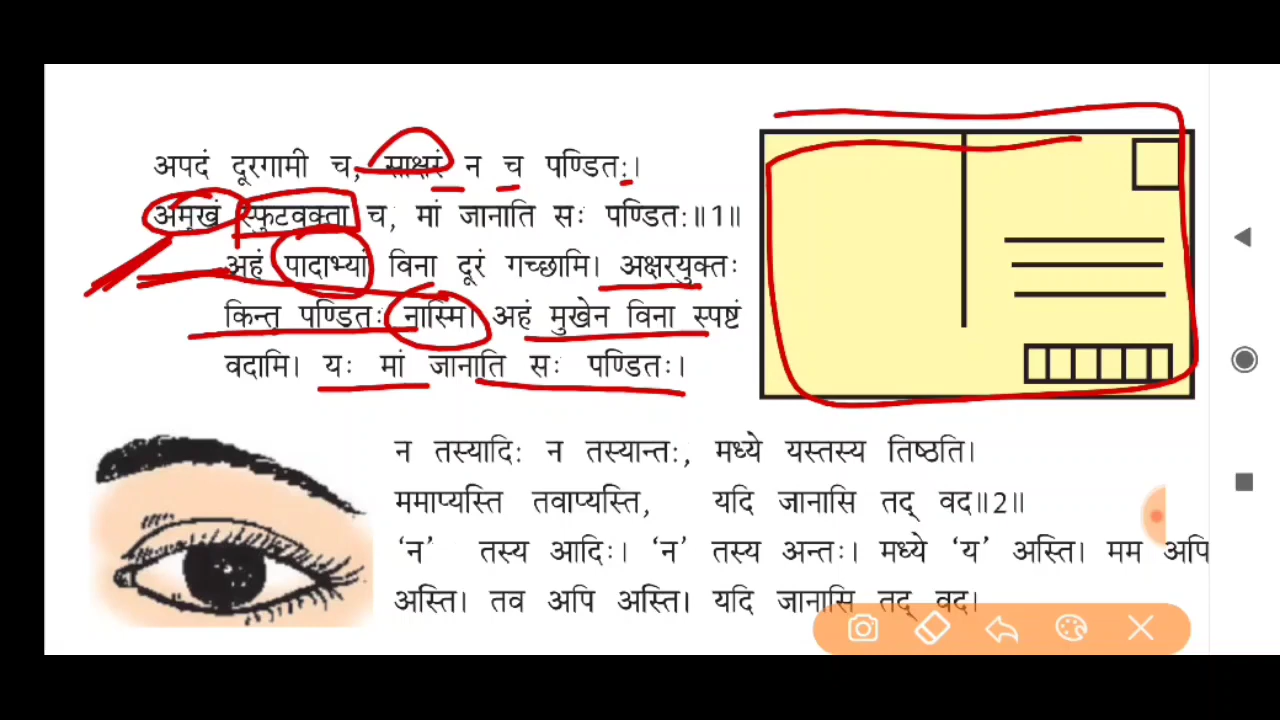 अपदं दूरगामी च, साक्षरं न च पण्डितः।
अमुखं स्फुटवक्ता च, मां जानाति सः पण्डितः॥1॥
अहं पादाभ्यां विना दूरं गच्छामि। अक्षरयुक्तः
किन्तु पण्डितः नास्मि। अहं मुखेन विना स्पष्टं
वदामि। यः मां जानाति सः पण्डितः।
न तस्यादिः न तस्यान्तः, मध्ये यस्तस्य तिष्ठति।
ममाप्यस्ति तवाप्यस्ति, यदि जानासि तद् वद॥2॥
‘न’ तस्य आदिः। ‘न’ तस्य अन्तः। मध्ये ‘य’ अस्ति। मम अपि
अस्ति। तव अपि अस्ति। यदि जानासि तद् वद।